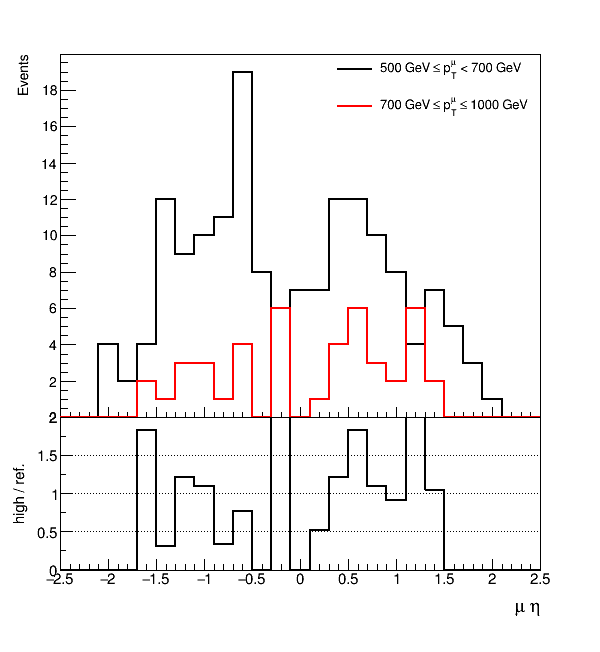 Events
500 GeV ≤ p_T^μ < 700 GeV
700 GeV ≤ p_T^μ ≤ 1000 GeV
18
16
14
12
10
8
6
4
2
2
high / ref.
1.5
1
0.5
0
−2.5 −2 −1.5 −1 −0.5 0 0.5 1 1.5 2 2.5
μ η